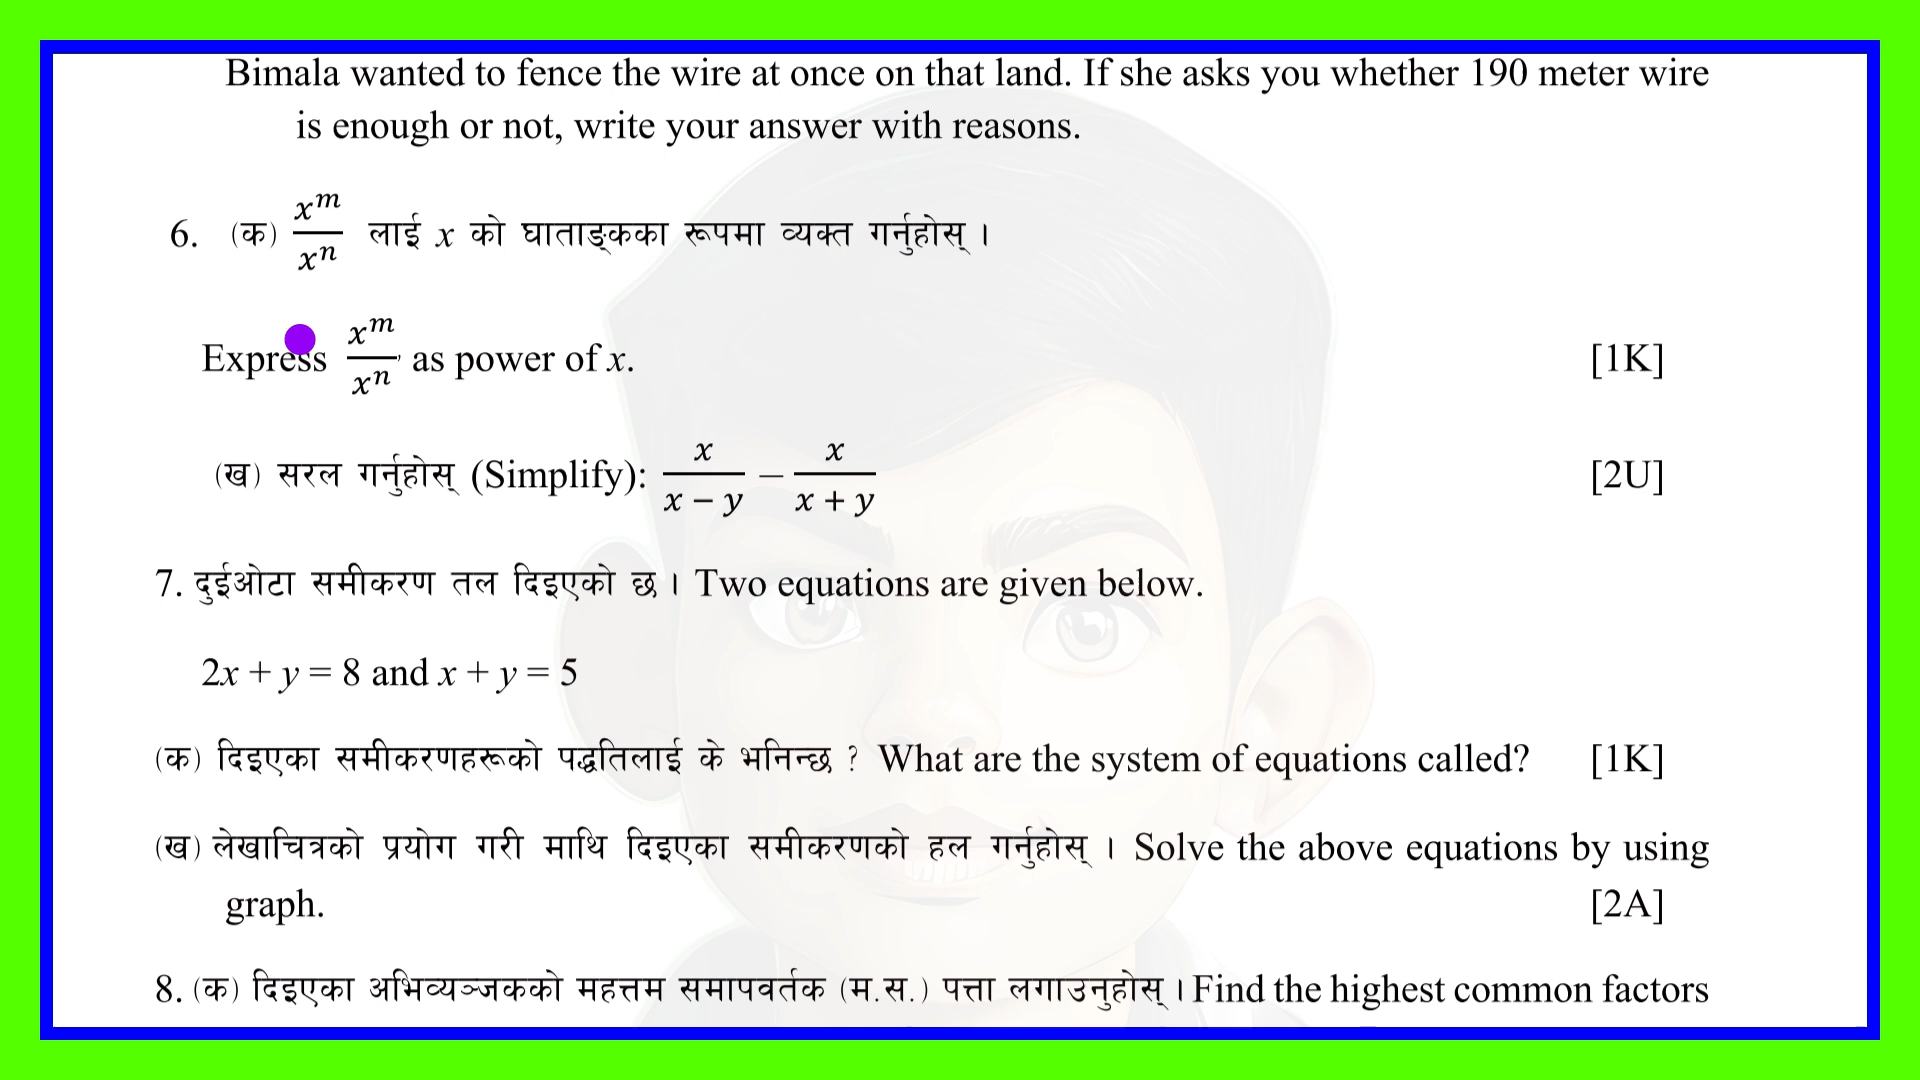 Bimala wanted to fence the wire at once on that land. If she asks you whether 190 meter wire
is enough or not, write your answer with reasons.
6. (क) x^m/x^n लाई x को घाताङ्कका रूपमा व्यक्त गर्नुहोस् ।
Express x^m/x^n, as power of x. [1K]
(ख) सरल गर्नुहोस् (Simplify): x/(x − y) − x/(x + y) [2U]
7. दुईओटा समीकरण तल दिइएको छ । Two equations are given below.
2x + y = 8 and x + y = 5
(क) दिइएका समीकरणहरूको पद्धतिलाई के भनिन्छ ? What are the system of equations called? [1K]
(ख) लेखाचित्रको प्रयोग गरी माथि दिइएका समीकरणको हल गर्नुहोस् । Solve the above equations by using
graph. [2A]
8. (क) दिइएका अभिव्यञ्जकको महत्तम समापवर्तक (म.स.) पत्ता लगाउनुहोस् । Find the highest common factors